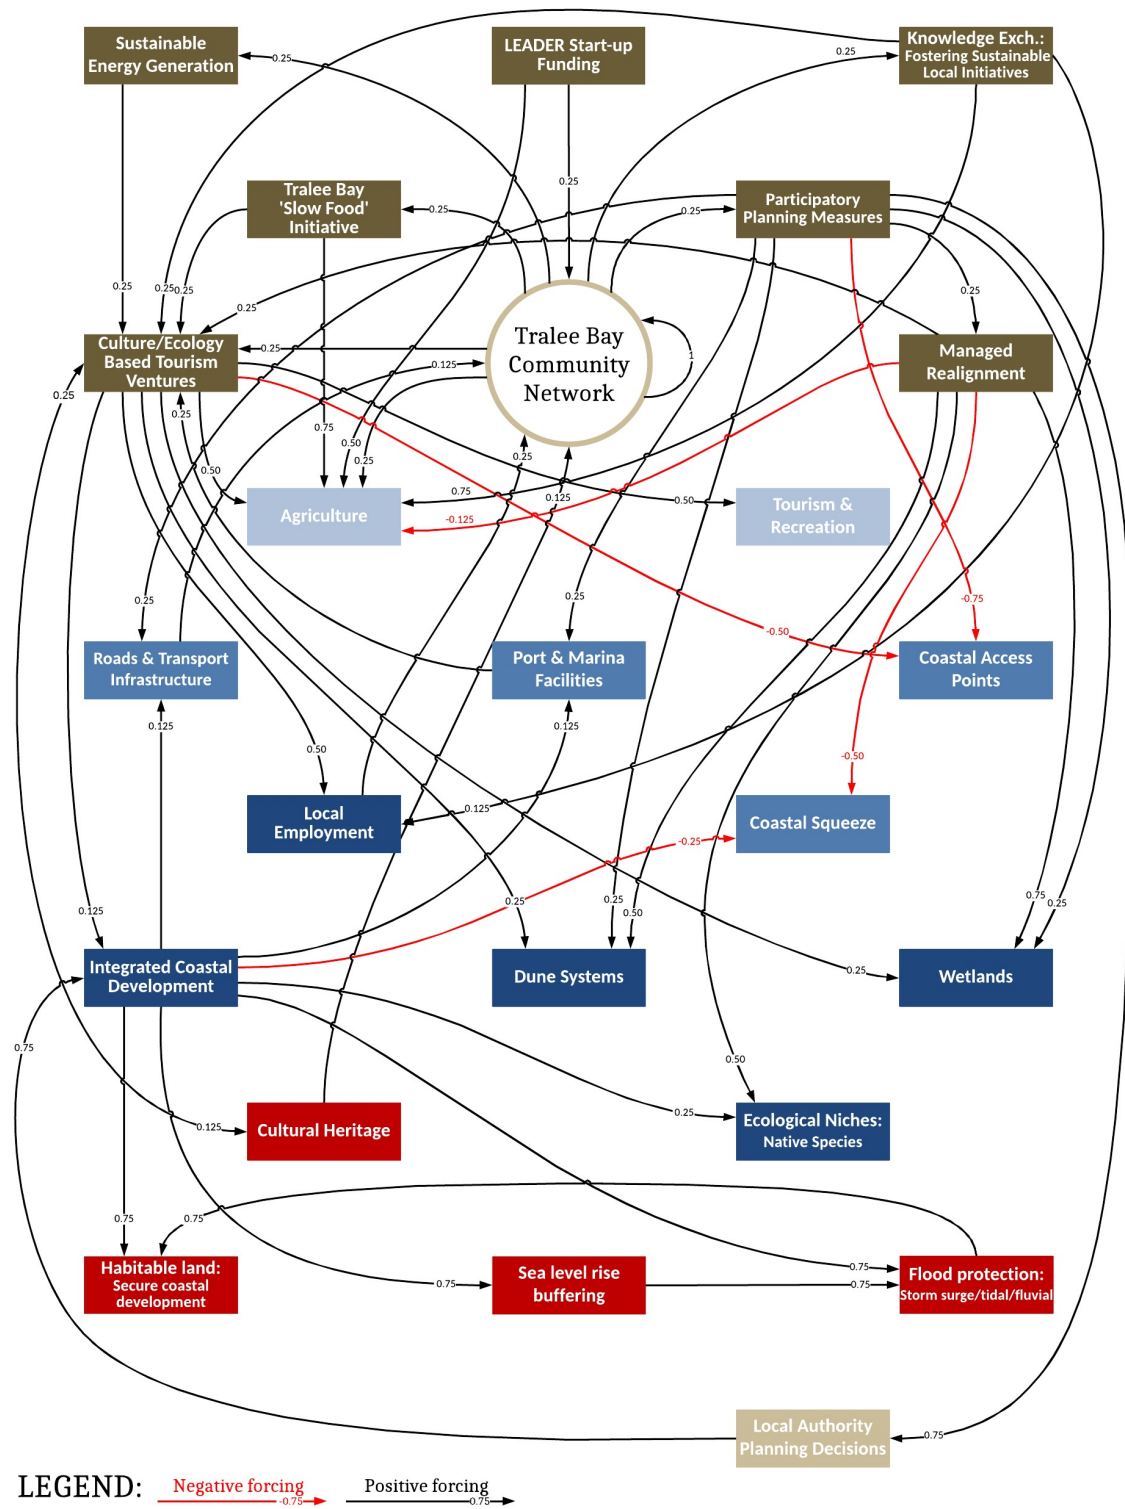 Sustainable
Energy Generation
LEADER Start-up
Funding
Knowledge Exch.:
Fostering Sustainable
Local Initiatives
0.25
0.25
0.25
Tralee Bay
'Slow Food'
Initiative
0.25
0.25
Participatory
Planning Measures
0.25
0.25
0.25
0.25
0.25
Culture/Ecology
Based Tourism
Ventures
0.25
0.125
Tralee Bay
Community
Network
1
Managed
Realignment
0.25
0.25
0.75
0.50
0.25
0.25
0.50
Agriculture
0.75
-0.125
0.125
0.50
Tourism &
Recreation
0.25
0.25
-0.75
Roads & Transport
Infrastructure
Port & Marina
Facilities
-0.50
Coastal Access
Points
0.125
0.125
0.50
-0.50
Local
Employment
0.125
Coastal Squeeze
-0.25
0.125
0.25
0.25
0.50
0.75
0.25
Integrated Coastal
Development
Dune Systems
0.25
Wetlands
0.75
0.50
0.125
Cultural Heritage
0.25
Ecological Niches:
Native Species
0.75
0.75
Habitable land:
Secure coastal
development
0.75
Sea level rise
buffering
0.75
0.75
Flood protection:
Storm surge/tidal/fluvial
Local Authority
Planning Decisions
0.75
LEGEND:
Negative forcing
-0.75
Positive forcing
0.75